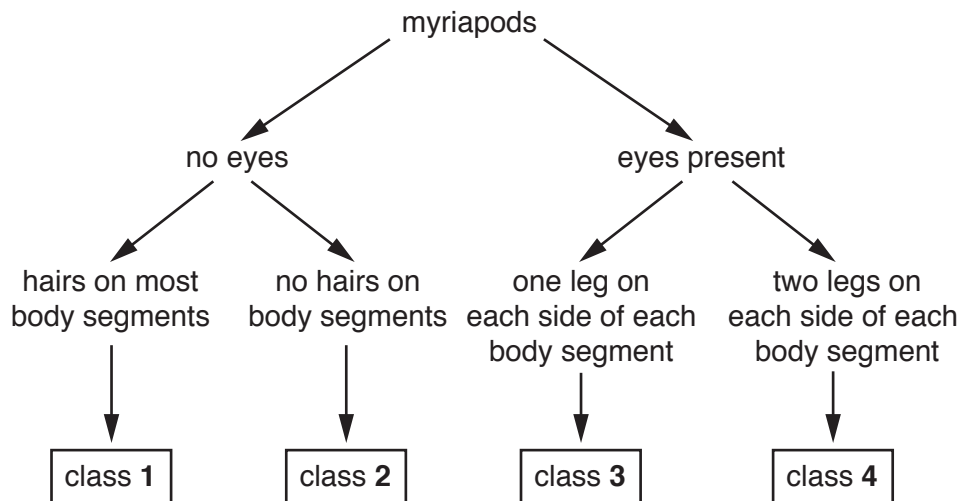 myriapods
no eyes
eyes present
hairs on most
body segments
no hairs on
body segments
one leg on
each side of each
body segment
two legs on
each side of each
body segment
class 1
class 2
class 3
class 4